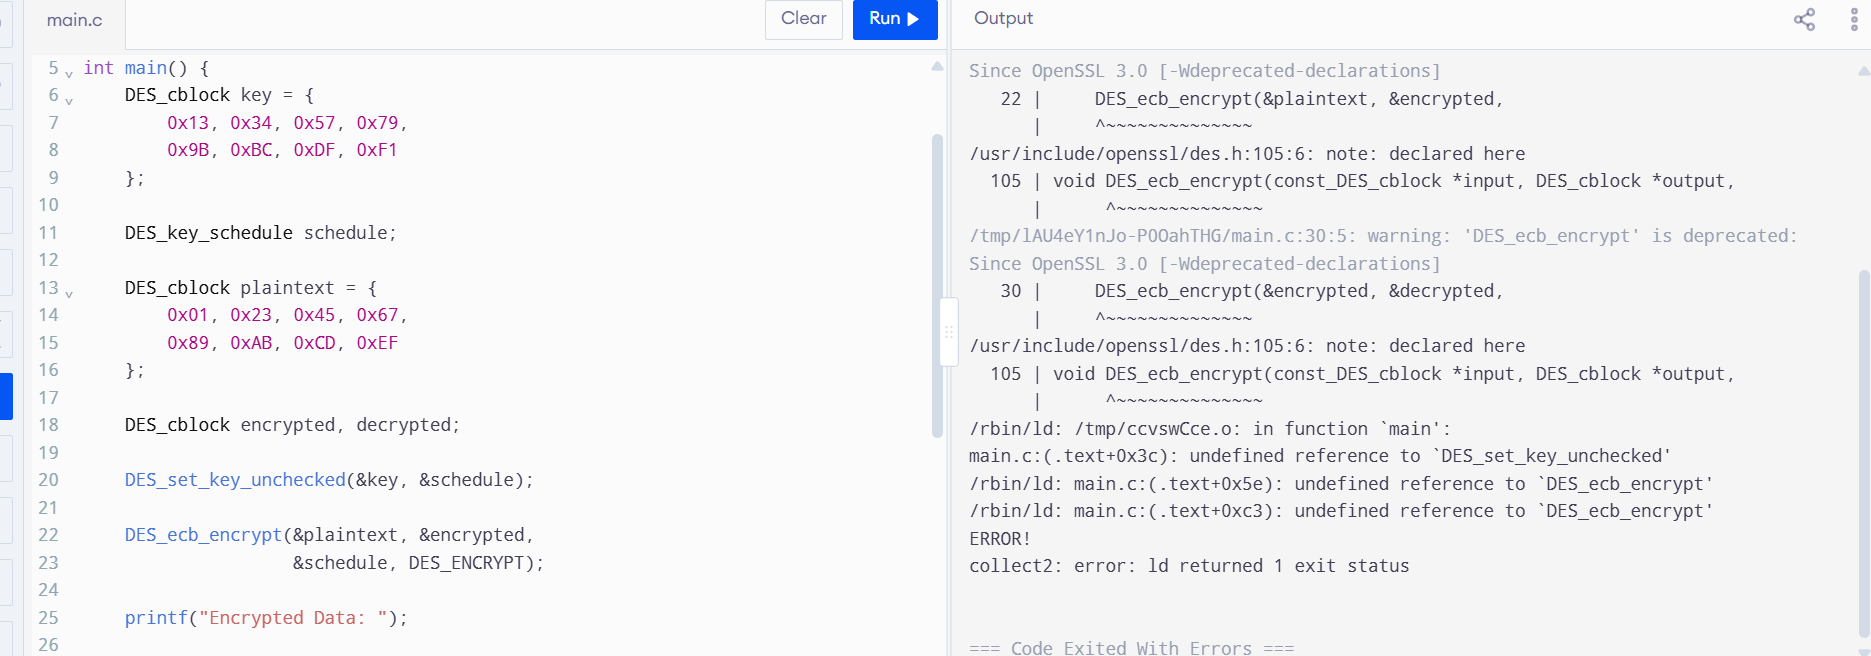 main.c
Clear
Run
5 int main() {
6 DES_cblock key = {
7 0x13, 0x34, 0x57, 0x79,
8 0x9B, 0xBC, 0xDF, 0xF1
9 };
10
11 DES_key_schedule schedule;
12
13 DES_cblock plaintext = {
14 0x01, 0x23, 0x45, 0x67,
15 0x89, 0xAB, 0xCD, 0xEF
16 };
17
18 DES_cblock encrypted, decrypted;
19
20 DES_set_key_unchecked(&key, &schedule);
21
22 DES_ecb_encrypt(&plaintext, &encrypted,
23 &schedule, DES_ENCRYPT);
24
25 printf("Encrypted Data: ");
26
Output
Since OpenSSL 3.0 [-Wdeprecated-declarations]
22 | DES_ecb_encrypt(&plaintext, &encrypted,
| ^~~~~~~~~~~~~~~
/usr/include/openssl/des.h:105:6: note: declared here
105 | void DES_ecb_encrypt(const_DES_cblock *input, DES_cblock *output,
| ^~~~~~~~~~~~~~~
/tmp/lAU4eY1nJo-P0OahTHG/main.c:30:5: warning: 'DES_ecb_encrypt' is deprecated:
Since OpenSSL 3.0 [-Wdeprecated-declarations]
30 | DES_ecb_encrypt(&encrypted, &decrypted,
| ^~~~~~~~~~~~~~~
/usr/include/openssl/des.h:105:6: note: declared here
105 | void DES_ecb_encrypt(const_DES_cblock *input, DES_cblock *output,
| ^~~~~~~~~~~~~~~
/rbin/ld: /tmp/ccvswCce.o: in function `main':
main.c:(.text+0x3c): undefined reference to `DES_set_key_unchecked'
/rbin/ld: main.c:(.text+0x5e): undefined reference to `DES_ecb_encrypt'
/rbin/ld: main.c:(.text+0xc3): undefined reference to `DES_ecb_encrypt'
ERROR!
collect2: error: ld returned 1 exit status
=== Code Exited With Errors ===